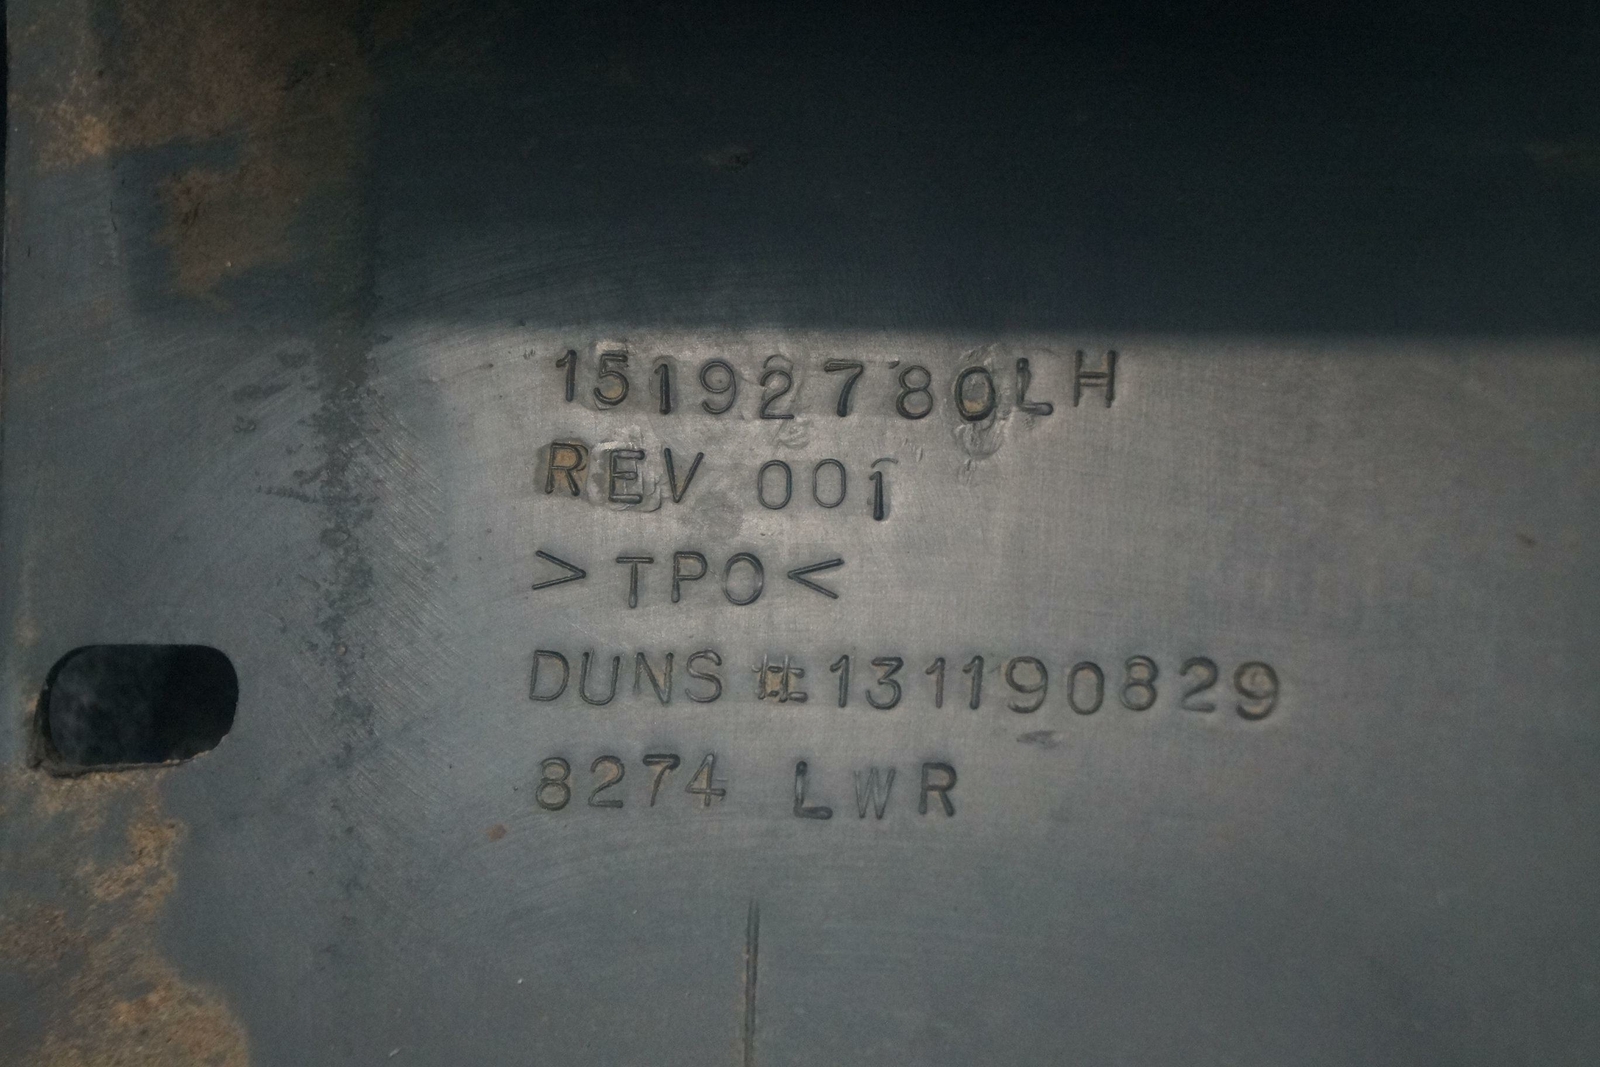 15192780LH
REV 001
>TPO<
DUNS #131190829
8274 LWR